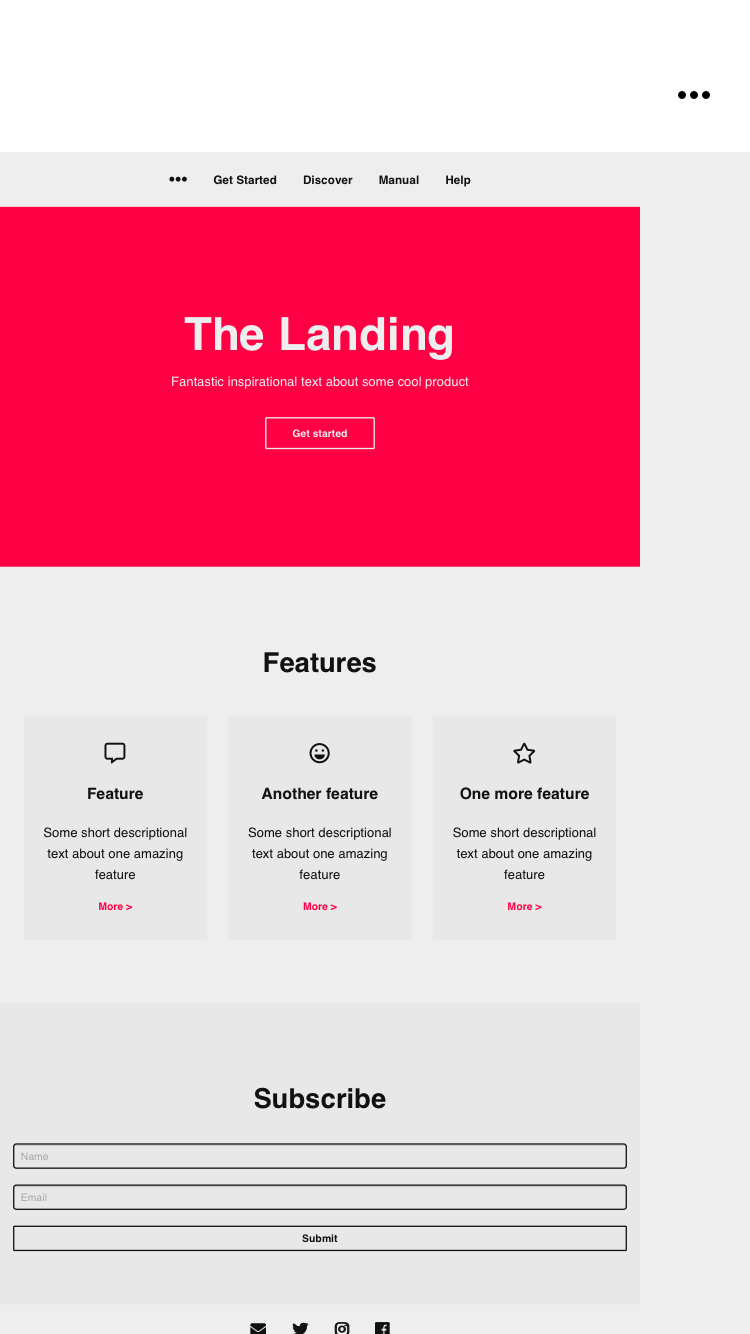 Get Started Discover Manual Help
The Landing
Fantastic inspirational text about some cool product
Get started
Features
Feature
Some short descriptional
text about one amazing
feature
More >
Another feature
Some short descriptional
text about one amazing
feature
More >
One more feature
Some short descriptional
text about one amazing
feature
More >
Subscribe
Name
Email
Submit